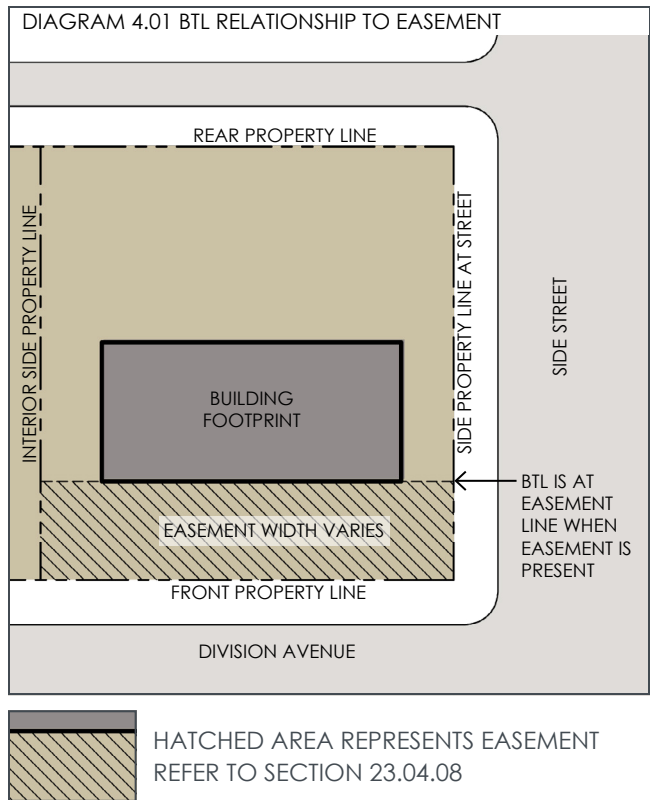 DIAGRAM 4.01 BTL RELATIONSHIP TO EASEMENT
REAR PROPERTY LINE
INTERIOR SIDE PROPERTY LINE
SIDE PROPERTY LINE AT STREET
SIDE STREET
BUILDING
FOOTPRINT
BTL IS AT
EASEMENT
LINE WHEN
EASEMENT IS
PRESENT
EASEMENT WIDTH VARIES
FRONT PROPERTY LINE
DIVISION AVENUE
HATCHED AREA REPRESENTS EASEMENT
REFER TO SECTION 23.04.08